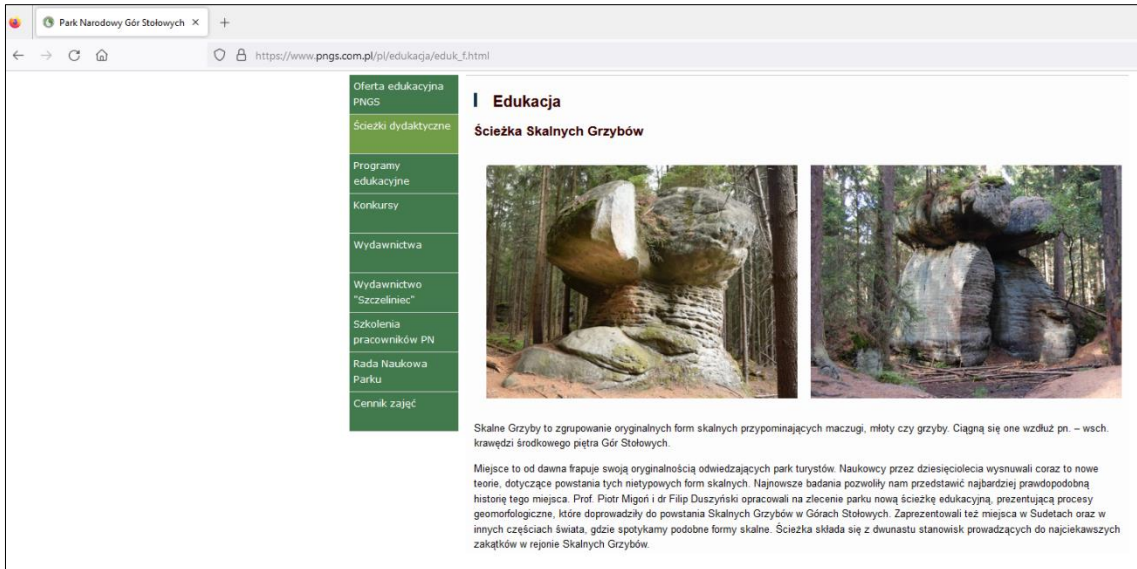 Park Narodowy Gór Stołowych
https://www.pngs.com.pl/pl/edukacja/eduk_f.html
Oferta edukacyjna
PNGS
Ścieżki dydaktyczne
Programy
edukacyjne
Konkursy
Wydawnictwa
Wydawnictwo
"Szczeliniec"
Szkolenia
pracowników PN
Rada Naukowa
Parku
Cennik zajęć
Edukacja
Ścieżka Skalnych Grzybów
Skalne Grzyby to zgrupowanie oryginalnych form skalnych przypominających maczugi, młoty czy grzyby. Ciągną się one wzdłuż pn. – wsch.
krawędzi środkowego piętra Gór Stołowych.
Miejsce to od dawna frapuje swoją oryginalnością odwiedzających park turystów. Naukowcy przez dziesięciolecia wysnuwali coraz to nowe
teorie, dotyczące powstania tych nietypowych form skalnych. Najnowsze badania pozwoliły nam przedstawić najbardziej prawdopodobną
historię tego miejsca. Prof. Piotr Migoń i dr Filip Duszyński opracowali na zlecenie parku nową ścieżkę edukacyjną, prezentującą procesy
geomorfologiczne, które doprowadziły do powstania Skalnych Grzybów w Górach Stołowych. Zaprezentowali też miejsca w Sudetach oraz w
innych częściach świata, gdzie spotykamy podobne formy skalne. Ścieżka składa się z dwunastu stanowisk prowadzących do najciekawszych
zakątków w rejonie Skalnych Grzybów.